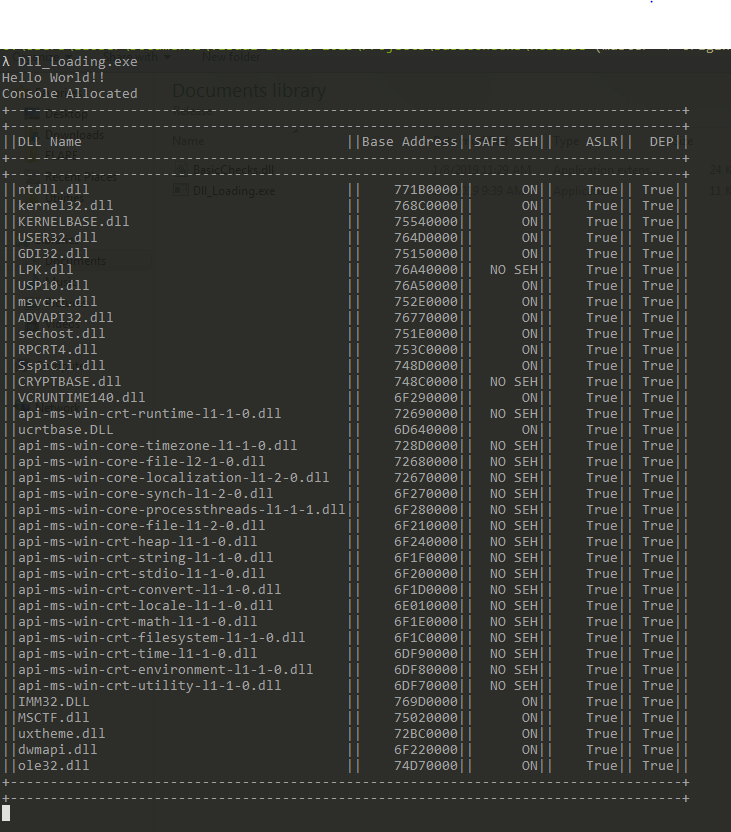 λ Dll_Loading.exe
Hello World!!
Console Allocated
+-------------------------------------------------------------------------------------+
+-------------------------------------------------------------------------------------+
||DLL Name                                 ||Base Address||SAFE SEH||    ASLR||  DEP||
+-------------------------------------------------------------------------------------+
+-------------------------------------------------------------------------------------+
||ntdll.dll                                ||    771B0000||      ON||    True|| True||
||kernel32.dll                             ||    768C0000||      ON||    True|| True||
||KERNELBASE.dll                           ||    75540000||      ON||    True|| True||
||USER32.dll                               ||    764D0000||      ON||    True|| True||
||GDI32.dll                                ||    75150000||      ON||    True|| True||
||LPK.dll                                  ||    76A40000||  NO SEH||    True|| True||
||USP10.dll                                ||    76A50000||      ON||    True|| True||
||msvcrt.dll                               ||    752E0000||      ON||    True|| True||
||ADVAPI32.dll                             ||    76770000||      ON||    True|| True||
||sechost.dll                              ||    751E0000||      ON||    True|| True||
||RPCRT4.dll                               ||    753C0000||      ON||    True|| True||
||SspiCli.dll                              ||    748D0000||      ON||    True|| True||
||CRYPTBASE.dll                            ||    748C0000||  NO SEH||    True|| True||
||VCRUNTIME140.dll                         ||    6F290000||      ON||    True|| True||
||api-ms-win-crt-runtime-l1-1-0.dll        ||    72690000||  NO SEH||    True|| True||
||ucrtbase.DLL                             ||    6D640000||      ON||    True|| True||
||api-ms-win-core-timezone-l1-1-0.dll      ||    728D0000||  NO SEH||    True|| True||
||api-ms-win-core-file-l2-1-0.dll          ||    72680000||  NO SEH||    True|| True||
||api-ms-win-core-localization-l1-2-0.dll  ||    72670000||  NO SEH||    True|| True||
||api-ms-win-core-synch-l1-2-0.dll         ||    6F270000||  NO SEH||    True|| True||
||api-ms-win-core-processthreads-l1-1-1.dll||    6F280000||  NO SEH||    True|| True||
||api-ms-win-core-file-l1-2-0.dll          ||    6F210000||  NO SEH||    True|| True||
||api-ms-win-crt-heap-l1-1-0.dll           ||    6F240000||  NO SEH||    True|| True||
||api-ms-win-crt-string-l1-1-0.dll         ||    6F1F0000||  NO SEH||    True|| True||
||api-ms-win-crt-stdio-l1-1-0.dll          ||    6F200000||  NO SEH||    True|| True||
||api-ms-win-crt-convert-l1-1-0.dll        ||    6F1D0000||  NO SEH||    True|| True||
||api-ms-win-crt-locale-l1-1-0.dll         ||    6E010000||  NO SEH||    True|| True||
||api-ms-win-crt-math-l1-1-0.dll           ||    6F1E0000||  NO SEH||    True|| True||
||api-ms-win-crt-filesystem-l1-1-0.dll     ||    6F1C0000||  NO SEH||    True|| True||
||api-ms-win-crt-time-l1-1-0.dll           ||    6DF90000||  NO SEH||    True|| True||
||api-ms-win-crt-environment-l1-1-0.dll    ||    6DF80000||  NO SEH||    True|| True||
||api-ms-win-crt-utility-l1-1-0.dll        ||    6DF70000||  NO SEH||    True|| True||
||IMM32.DLL                                ||    769D0000||      ON||    True|| True||
||MSCTF.dll                                ||    75020000||      ON||    True|| True||
||uxtheme.dll                              ||    72BC0000||      ON||    True|| True||
||dwmapi.dll                               ||    6F220000||      ON||    True|| True||
||ole32.dll                                ||    74D70000||      ON||    True|| True||
+-------------------------------------------------------------------------------------+
+-------------------------------------------------------------------------------------+